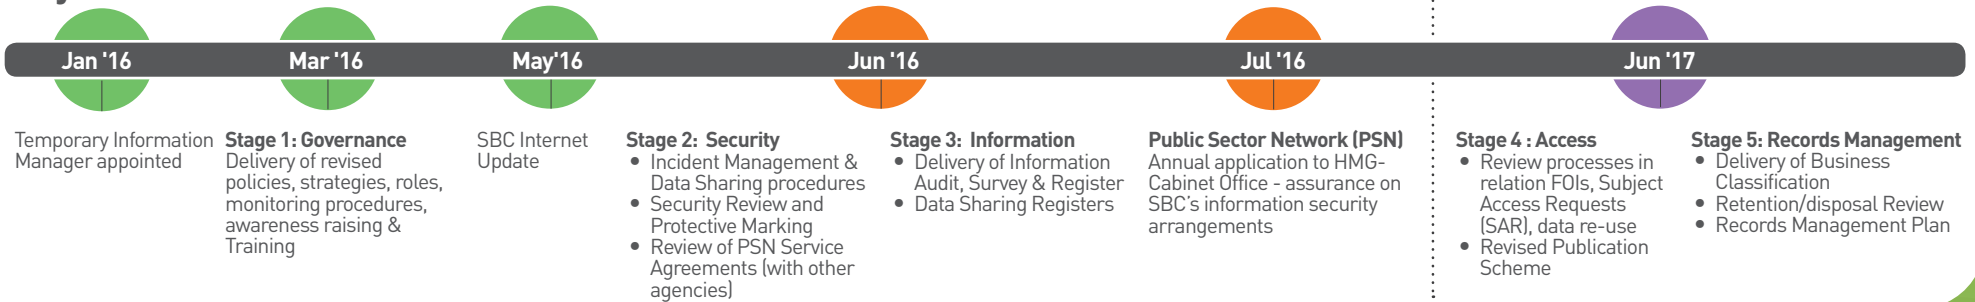 Jan '16
Mar '16
May'16
Jun '16
Jul '16
Jun '17
Temporary Information
Manager appointed
Stage 1: Governance
Delivery of revised
policies, strategies, roles,
monitoring procedures,
awareness raising &
Training
SBC Internet
Update
Stage 2: Security
• Incident Management &
Data Sharing procedures
• Security Review and
Protective Marking
• Review of PSN Service
Agreements (with other
agencies)
Stage 3: Information
• Delivery of Information
Audit, Survey & Register
• Data Sharing Registers
Public Sector Network (PSN)
Annual application to HMG-
Cabinet Office - assurance on
SBC's information security
arrangements
Stage 4 : Access
• Review processes in
relation FOIs, Subject
Access Requests
(SAR), data re-use
• Revised Publication
Scheme
Stage 5: Records Management
• Delivery of Business
Classification
• Retention/disposal Review
• Records Management Plan